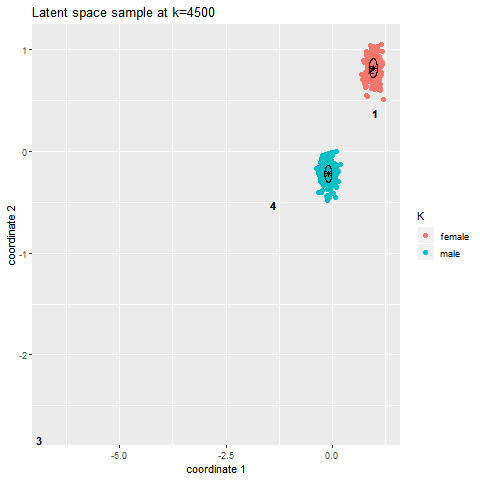 Latent space sample at k=4500
1
0
-1
-2
coordinate 2
1
4
3
-5.0
-2.5
0.0
coordinate 1
K
female
male